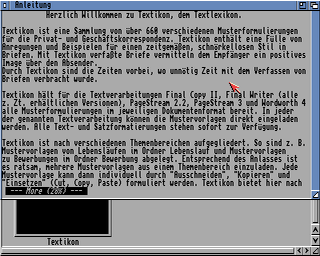 Anleitung
Herzlich Willkommen zu Textikon, dem Textlexikon.
Textikon ist eine Sammlung von über 660 verschiedenen Musterformulierungen
für die Privat- und Geschäftskorrespondenz. Textikon enthält eine Fülle von
Anregungen und Beispielen für einen zeitgemäßen, schnörkellosen Stil in
Briefen. Mit Textikon verfaßte Briefe vermitteln dem Empfänger ein positives
Image über den Absender.
Durch Textikon sind die Zeiten vorbei, wo unnötig Zeit mit dem Verfassen von
Briefen verbracht wurde.
Textikon hält für die Textverarbeitungen Final Copy II, Final Writer (alle
z. Zt. erhältlichen Versionen), PageStream 2.2, PageStream 3 und Wordworth 4
alle Musterformulierungen im jeweiligen Dokumentenformat bereit. In jeder
der genannten Textverarbeitung können die Mustervorlagen direkt eingeladen
werden. Alle Text- und Satzformatierungen stehen sofort zur Verfügung.
Textikon ist nach verschiedenen Themenbereichen aufgegliedert. So sind z. B.
Mustervorlagen von Lebensläufen im Ordner Lebenslauf und Mustervorlagen
zu Bewerbungen im Ordner Bewerbung abgelegt. Entsprechend des Anlasses ist
es ratsam, mehrere Mustervorlagen aus einem Themenbereich einzuladen. Jede
Mustervorlage kann dann individuell durch "Ausschneiden", "Kopieren" und
"Einsetzen" (Cut, Copy, Paste) formuliert werden. Textikon bietet hier nach
--- More (28%) ---
Textikon